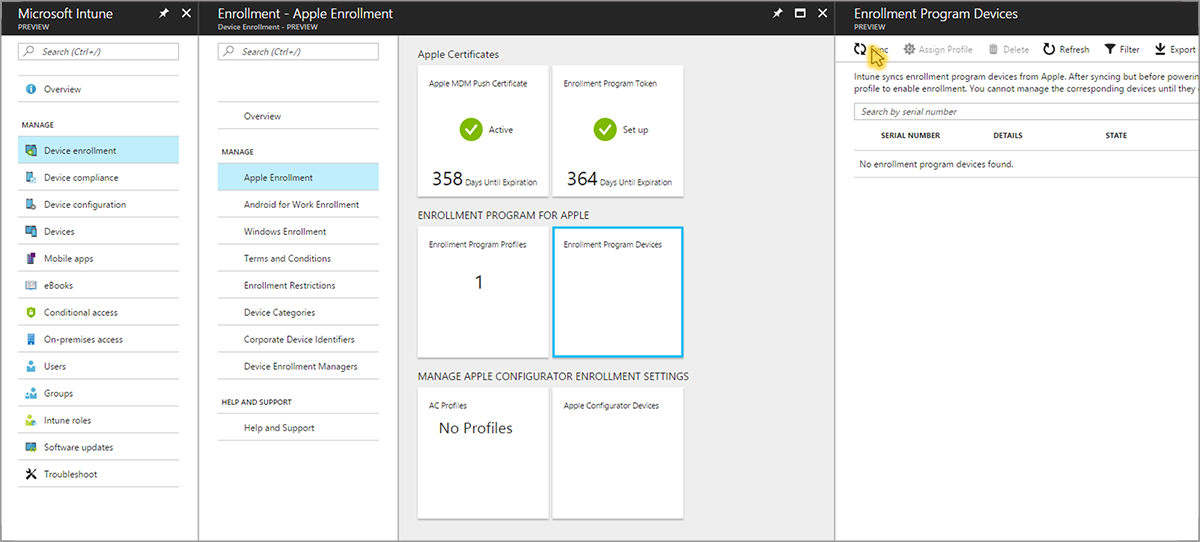 Microsoft Intune
PREVIEW
Search (Ctrl+/)
Overview
MANAGE
Device enrollment
Device compliance
Device configuration
Devices
Mobile apps
eBooks
Conditional access
On-premises access
Users
Groups
Intune roles
Software updates
Troubleshoot
Enrollment - Apple Enrollment
Device Enrollment - PREVIEW
Search (Ctrl+/)
Overview
MANAGE
Apple Enrollment
Android for Work Enrollment
Windows Enrollment
Terms and Conditions
Enrollment Restrictions
Device Categories
Corporate Device Identifiers
Device Enrollment Managers
HELP AND SUPPORT
Help and Support
Apple Certificates
Apple MDM Push Certificate
Active
358 Days Until Expiration
Enrollment Program Token
Set up
364 Days Until Expiration
ENROLLMENT PROGRAM FOR APPLE
Enrollment Program Profiles
1
Enrollment Program Devices
MANAGE APPLE CONFIGURATOR ENROLLMENT SETTINGS
AC Profiles
No Profiles
Apple Configurator Devices
Enrollment Program Devices
PREVIEW
Assign Profile Delete Refresh Filter Export
Intune syncs enrollment program devices from Apple. After syncing but before powerin
profile to enable enrollment. You cannot manage the corresponding devices until they
Search by serial number
SERIAL NUMBER DETAILS STATE
No enrollment program devices found.